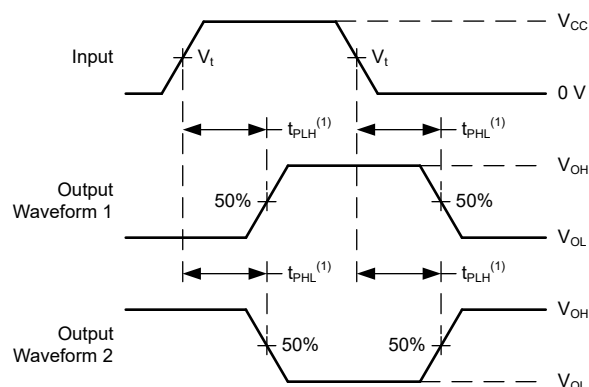 V_CC
Input
V_t
V_t
0 V
t_PLH^(1)
t_PHL^(1)
V_OH
Output
Waveform 1
50%
50%
V_OL
t_PHL^(1)
t_PLH^(1)
V_OH
Output
Waveform 2
50%
50%
V_OL